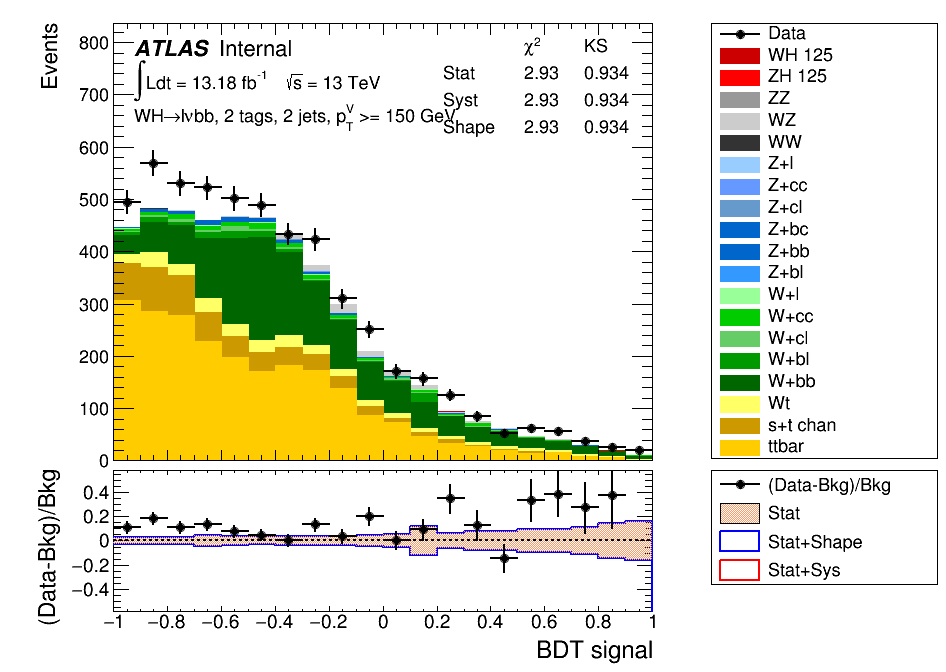 Events
800
700
600
500
400
300
200
100
0
ATLAS Internal
∫Ldt = 13.18 fb⁻¹ √s = 13 TeV
WH→lνbb, 2 tags, 2 jets, p_T^V >= 150 GeV
χ² KS
Stat 2.93 0.934
Syst 2.93 0.934
Shape 2.93 0.934
Data
WH 125
ZH 125
ZZ
WZ
WW
Z+l
Z+cc
Z+cl
Z+bc
Z+bb
Z+bl
W+l
W+cc
W+cl
W+bl
W+bb
Wt
s+t chan
ttbar
(Data-Bkg)/Bkg
0.4
0.2
0
−0.2
−0.4
−1 −0.8 −0.6 −0.4 −0.2 0 0.2 0.4 0.6 0.8 1
BDT signal
(Data-Bkg)/Bkg
Stat
Stat+Shape
Stat+Sys